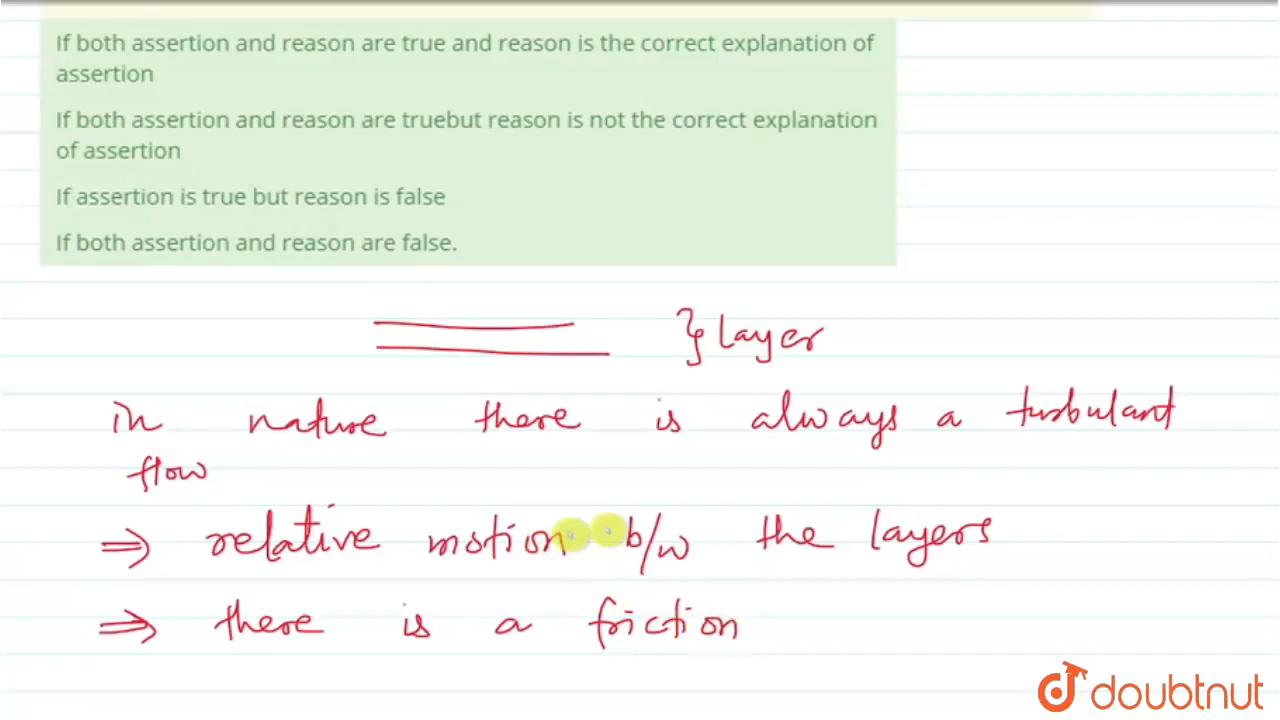 If both assertion and reason are true and reason is the correct explanation of
assertion
If both assertion and reason are truebut reason is not the correct explanation
of assertion
If assertion is true but reason is false
If both assertion and reason are false.
} layer
in nature there is always a turbulant
flow
⇒ relative motion b/w the layers
⇒ there is a friction
doubtnut